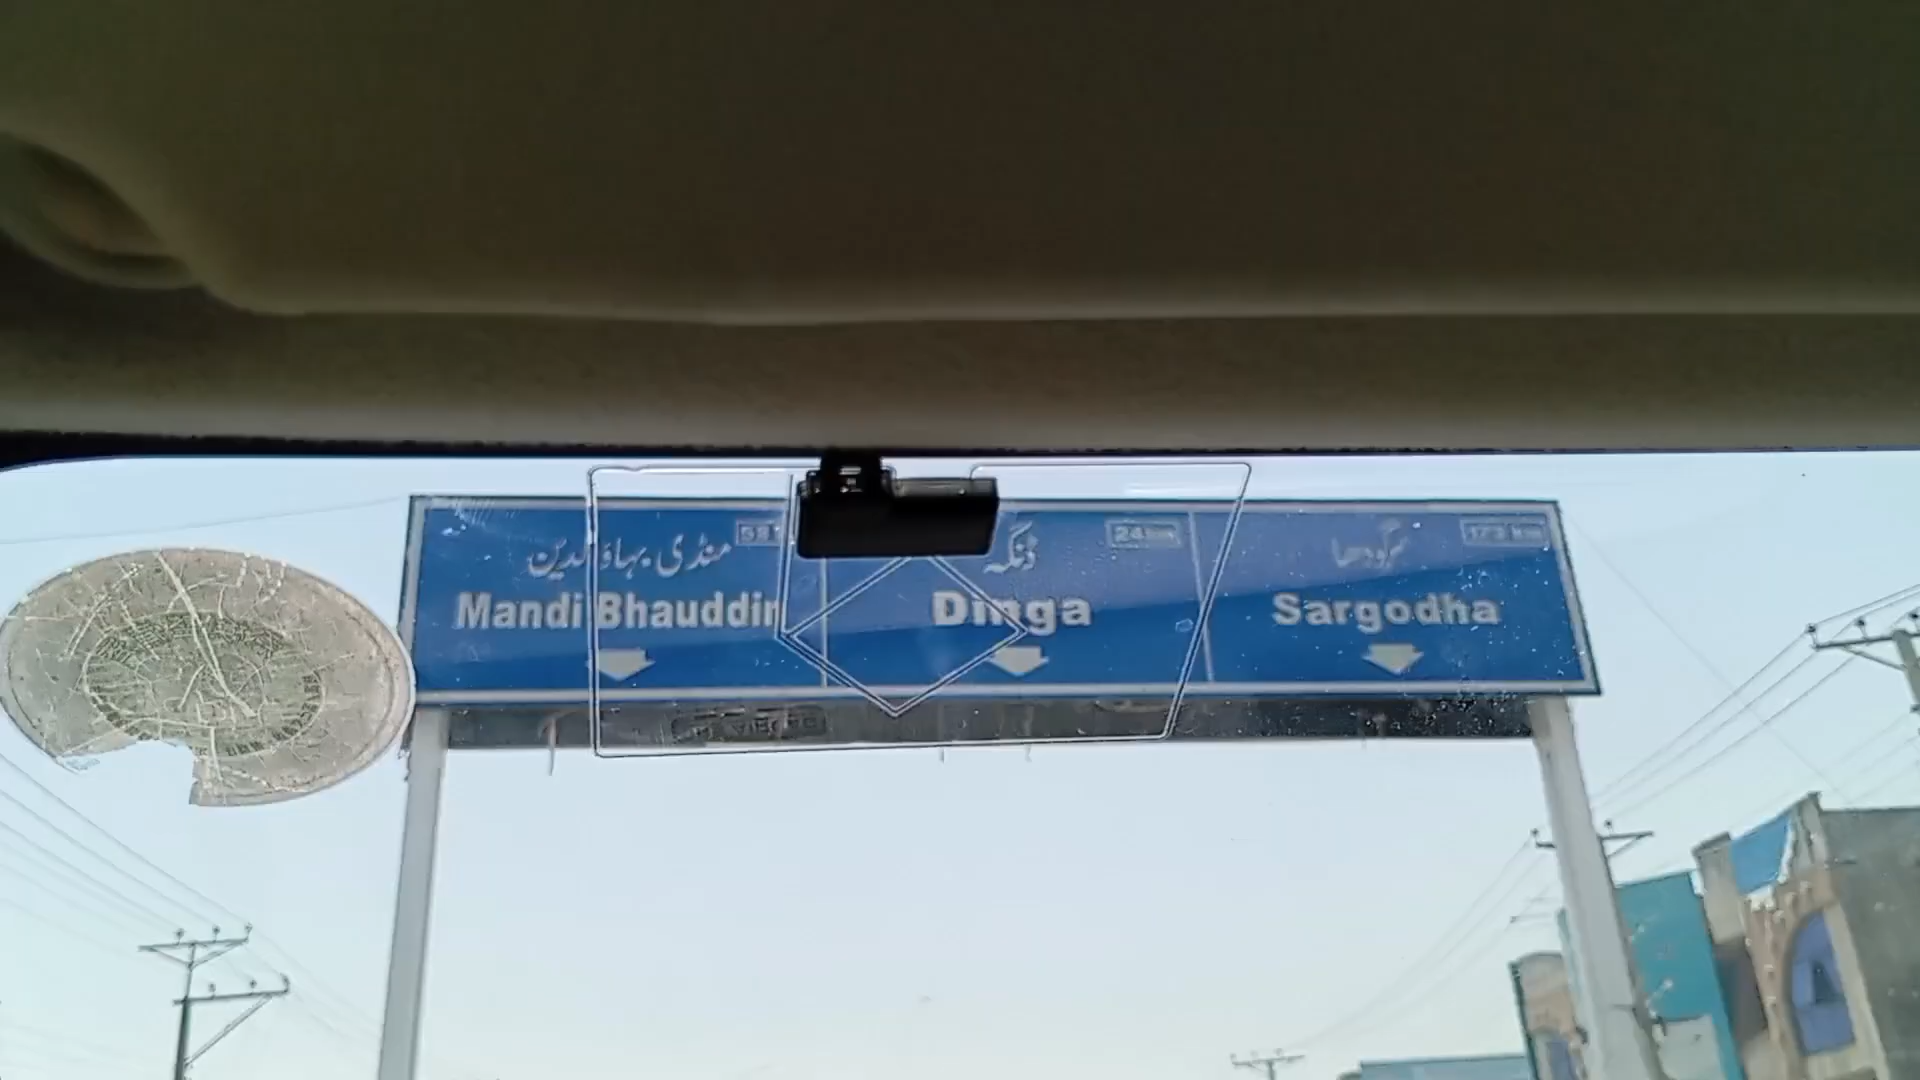 منڈی بہاؤالدین
Mandi Bhauddin
ڈنگہ
24 km
Dinga
سرگودھا
Sargodha